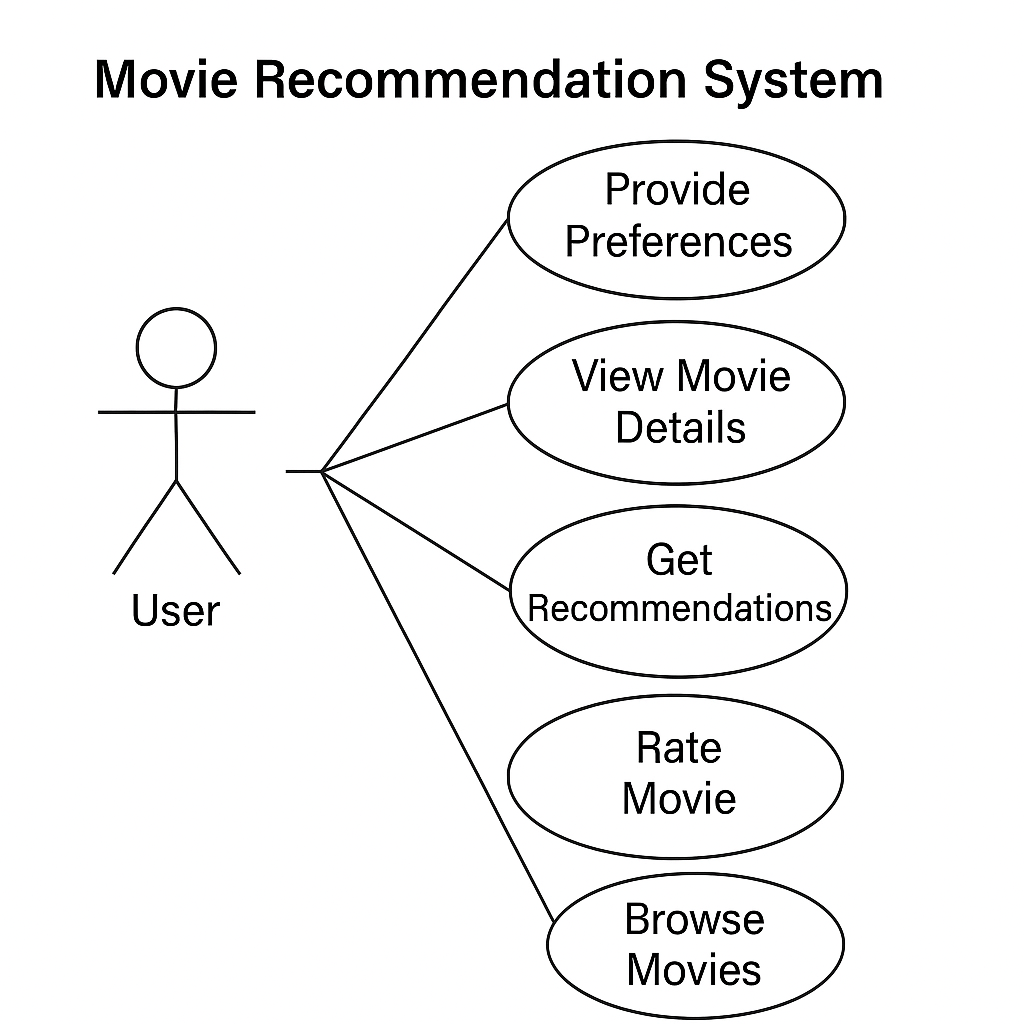 Movie Recommendation System
Provide
Preferences
View Movie
Details
Get
Recommendations
User
Rate
Movie
Browse
Movies